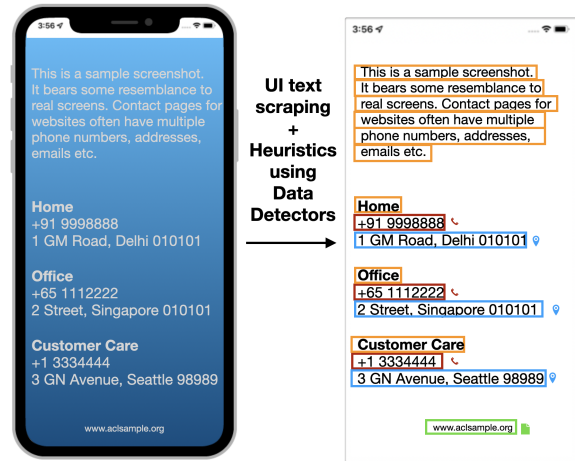 3:56
This is a sample screenshot.
It bears some resemblance to
real screens. Contact pages for
websites often have multiple
phone numbers, addresses,
emails etc.
Home
+91 9998888
1 GM Road, Delhi 010101
Office
+65 1112222
2 Street, Singapore 010101
Customer Care
+1 3334444
3 GN Avenue, Seattle 98989
www.aclsample.org
UI text
scraping
+
Heuristics
using
Data
Detectors
3:56
This is a sample screenshot.
It bears some resemblance to
real screens. Contact pages for
websites often have multiple
phone numbers, addresses,
emails etc.
Home
+91 9998888
1 GM Road, Delhi 010101
Office
+65 1112222
2 Street, Singapore 010101
Customer Care
+1 3334444
3 GN Avenue, Seattle 98989
www.aclsample.org